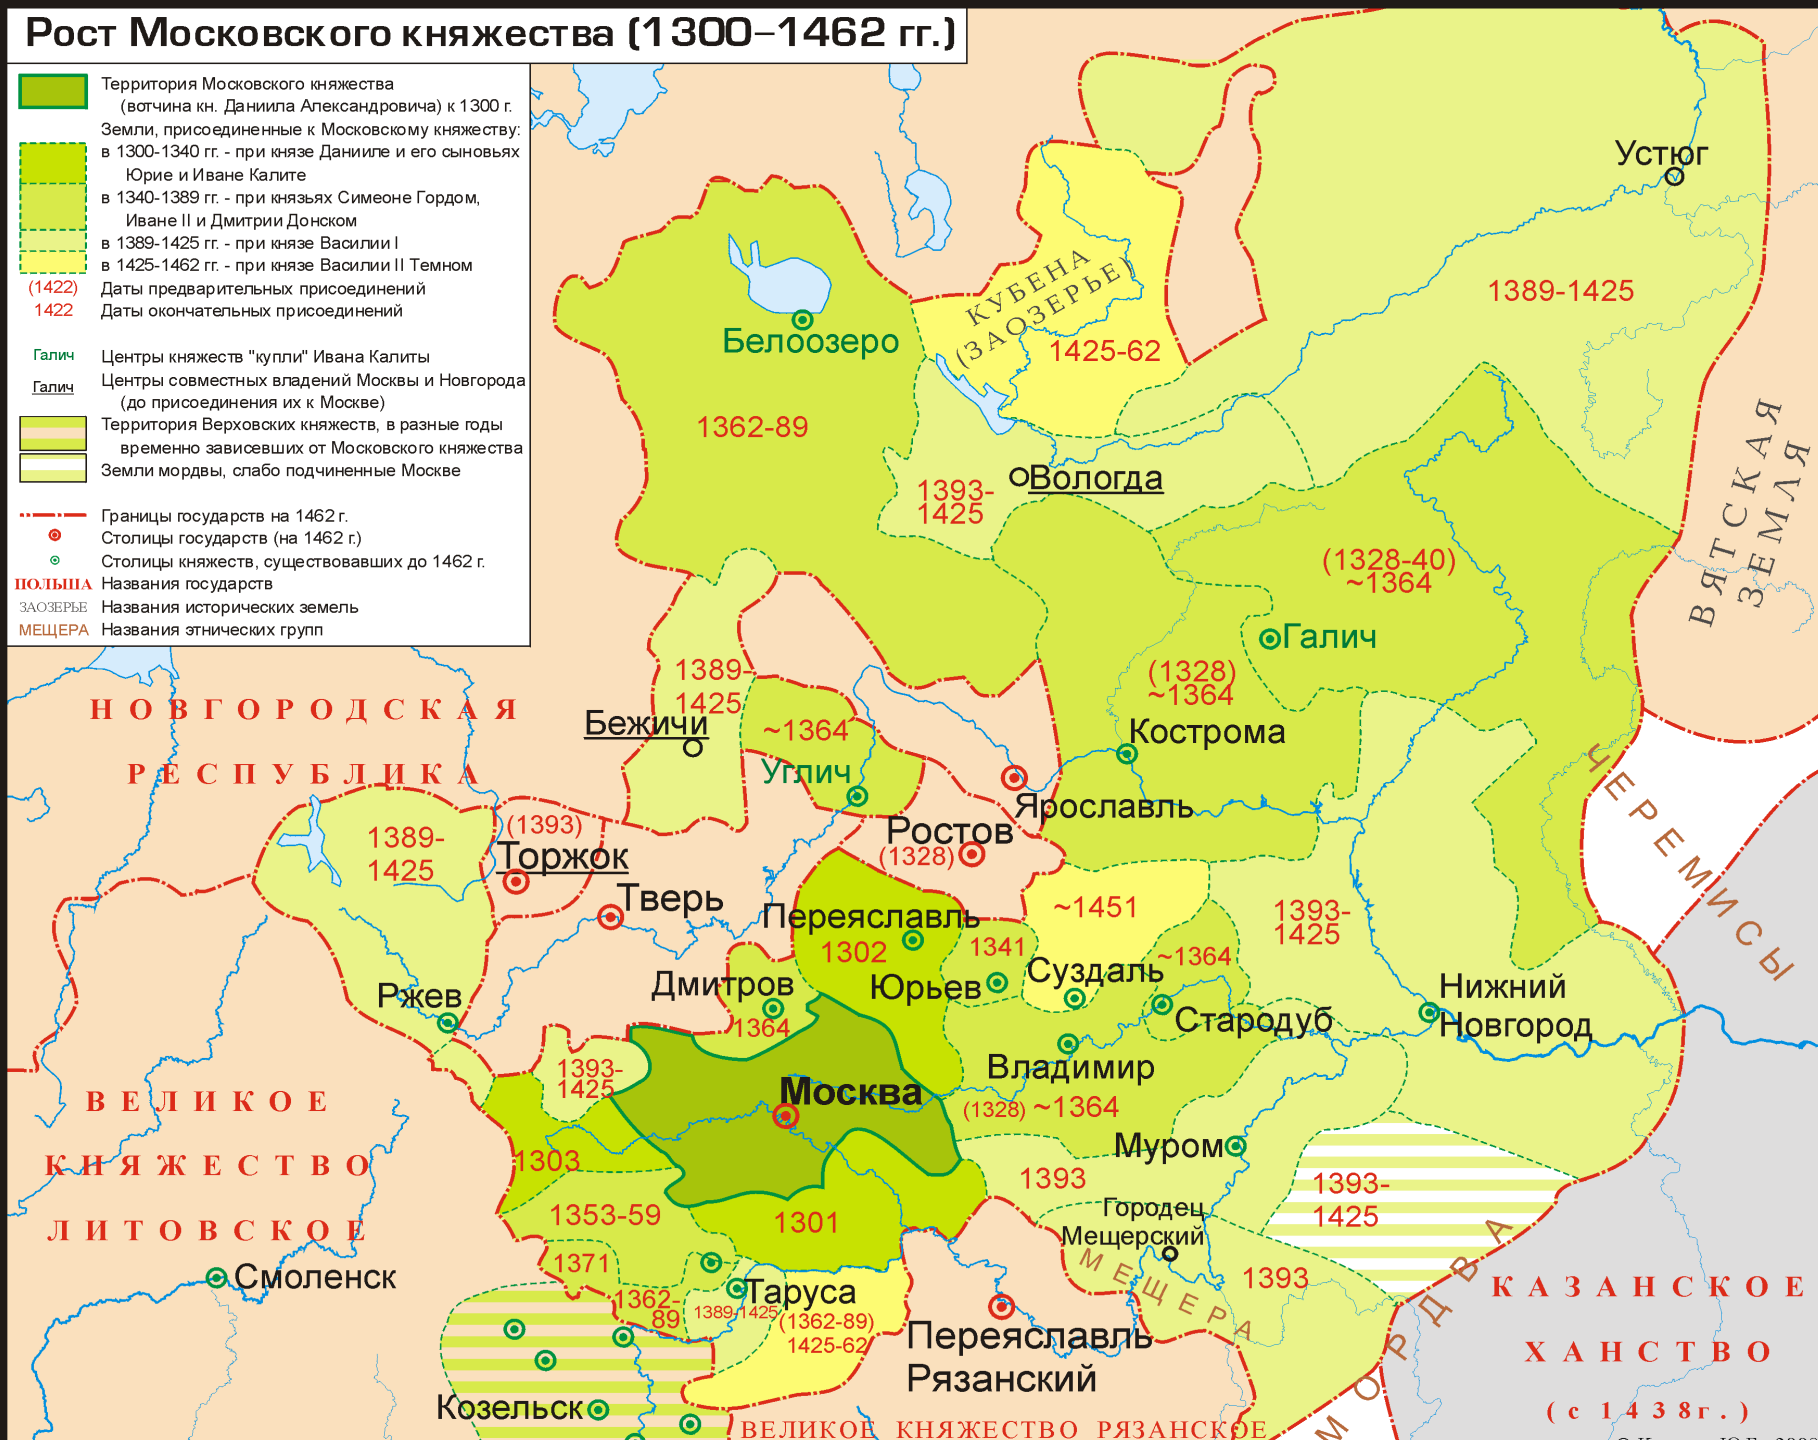 Рост Московского княжества (1300–1462 гг.)
Территория Московского княжества
(вотчина кн. Даниила Александровича) к 1300 г.
Земли, присоединенные к Московскому княжеству:
в 1300-1340 гг. - при князе Данииле и его сыновьях
Юрие и Иване Калите
в 1340-1389 гг. - при князьях Симеоне Гордом,
Иване II и Дмитрии Донском
в 1389-1425 гг. - при князе Василии I
в 1425-1462 гг. - при князе Василии II Темном
(1422) Даты предварительных присоединений
1422 Даты окончательных присоединений
Галич Центры княжеств "купли" Ивана Калиты
Галич Центры совместных владений Москвы и Новгорода
(до присоединения их к Москве)
Территория Верховских княжеств, в разные годы
временно зависевших от Московского княжества
Земли мордвы, слабо подчиненные Москве
Границы государств на 1462 г.
Столицы государств (на 1462 г.)
Столицы княжеств, существовавших до 1462 г.
ПОЛЬША Названия государств
ЗАОЗЕРЬЕ Названия исторических земель
МЕЩЕРА Названия этнических групп
Устюг
1389-1425
КУБЕНА
(ЗАОЗЕРЬЕ)
1425-62
Белоозеро
1362-89
1393-
1425
Вологда
ВЯТСКАЯ
ЗЕМЛЯ
(1328-40)
~1364
Галич
(1328)
~1364
Кострома
1389-
1425
Бежичи
~1364
Углич
НОВГОРОДСКАЯ
РЕСПУБЛИКА
Ярославль
Ростов
(1328)
ЧЕРЕМИСЫ
1389-
1425
(1393)
Торжок
Тверь
Переяславль
1302
1341
Юрьев
~1451
Суздаль
~1364
Стародуб
1393-
1425
Нижний
Новгород
Ржев
Дмитров
1364
1393-
1425
Москва
Владимир
(1328) ~1364
Муром
ВЕЛИКОЕ
КНЯЖЕСТВО
ЛИТОВСКОЕ
1303
1353-59
1301
1393
1393-
1425
Городец
Мещерский
МЕЩЕРА
1393
МОРДВА
Смоленск
1371
1362-
89
1389-1425
Таруса
(1362-89)
1425-62
Переяславль
Рязанский
КАЗАНСКОЕ
ХАНСТВО
(с 1438г.)
Козельск
ВЕЛИКОЕ КНЯЖЕСТВО РЯЗАНСКОЕ